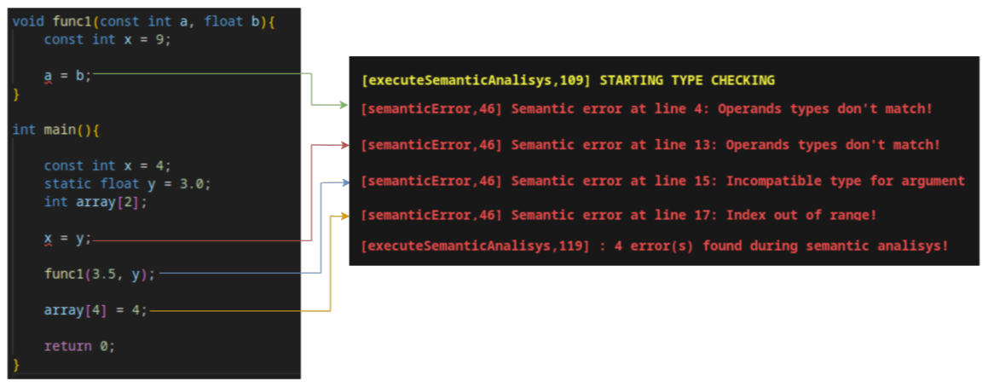 void func1(const int a, float b){
const int x = 9;
a = b;
}
int main(){
const int x = 4;
static float y = 3.0;
int array[2];
x = y;
func1(3.5, y);
array[4] = 4;
return 0;
}
[executeSemanticAnalisys,109] STARTING TYPE CHECKING
[semanticError,46] Semantic error at line 4: Operands types don't match!
[semanticError,46] Semantic error at line 13: Operands types don't match!
[semanticError,46] Semantic error at line 15: Incompatible type for argument
[semanticError,46] Semantic error at line 17: Index out of range!
[executeSemanticAnalisys,119] : 4 error(s) found during semantic analisys!